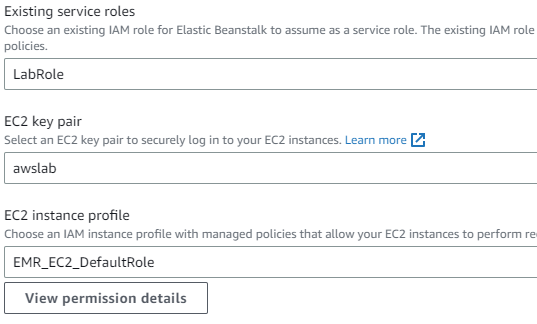 Existing service roles
Choose an existing IAM role for Elastic Beanstalk to assume as a service role. The existing IAM role
policies.
LabRole
EC2 key pair
Select an EC2 key pair to securely log in to your EC2 instances. Learn more
awslab
EC2 instance profile
Choose an IAM instance profile with managed policies that allow your EC2 instances to perform
EMR_EC2_DefaultRole
View permission details